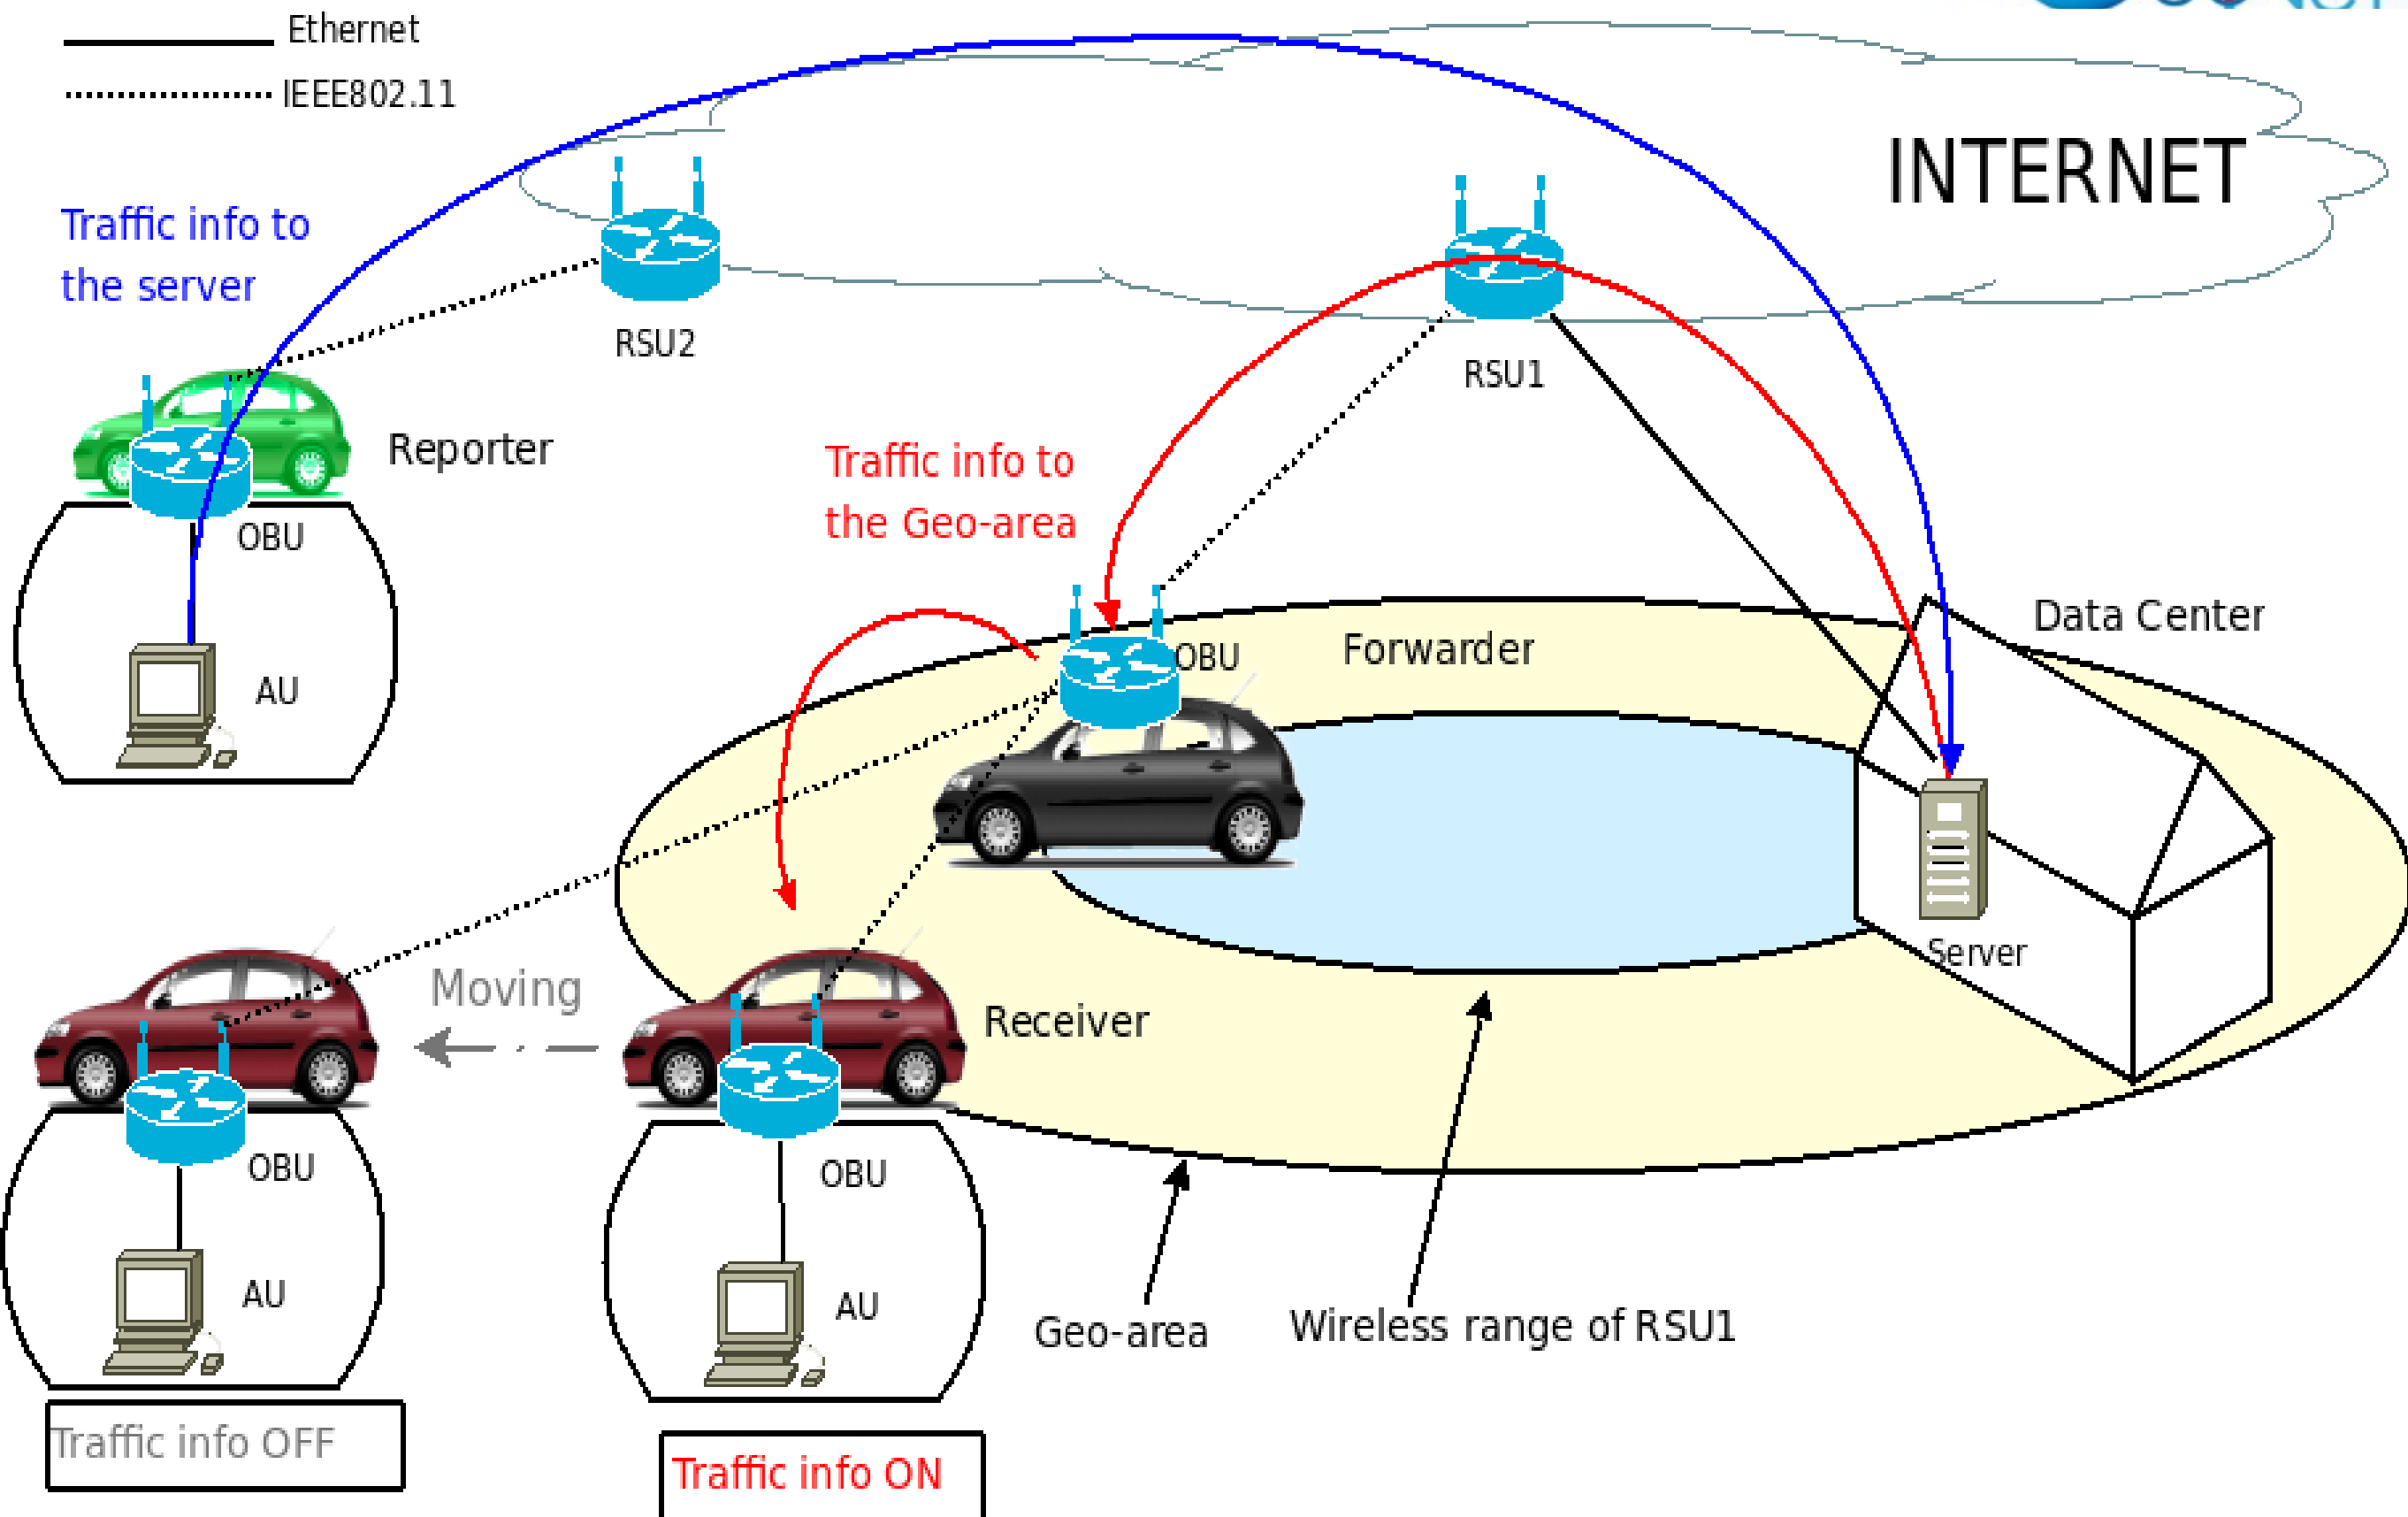 Ethernet
IEEE802.11
INTERNET
Traffic info to
the server
RSU2
RSU1
Reporter
Traffic info to
the Geo-area
OBU
AU
OBU
Forwarder
Data Center
Server
Moving
Receiver
OBU
AU
OBU
AU
Geo-area
Wireless range of RSU1
Traffic info OFF
Traffic info ON